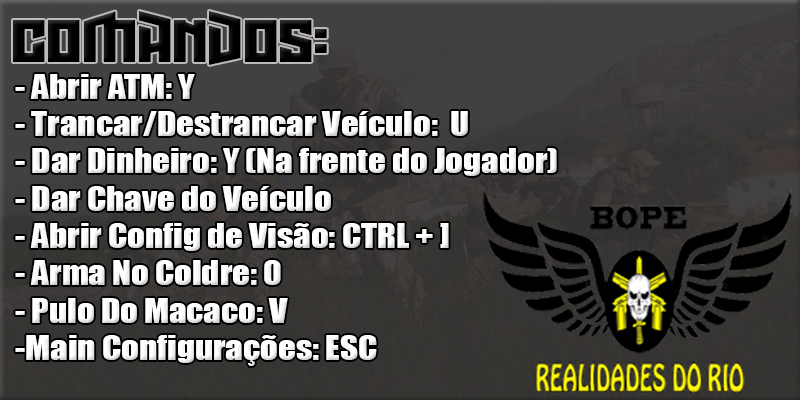 COMANDOS:
- Abrir ATM: Y
- Trancar/Destrancar Veículo:  U
- Dar Dinheiro: Y (Na frente do Jogador)
- Dar Chave do Veículo
- Abrir Config de Visão: CTRL + ]
- Arma No Coldre: O
- Pulo Do Macaco: V
-Main Configurações: ESC
BOPE
REALIDADES DO RIO